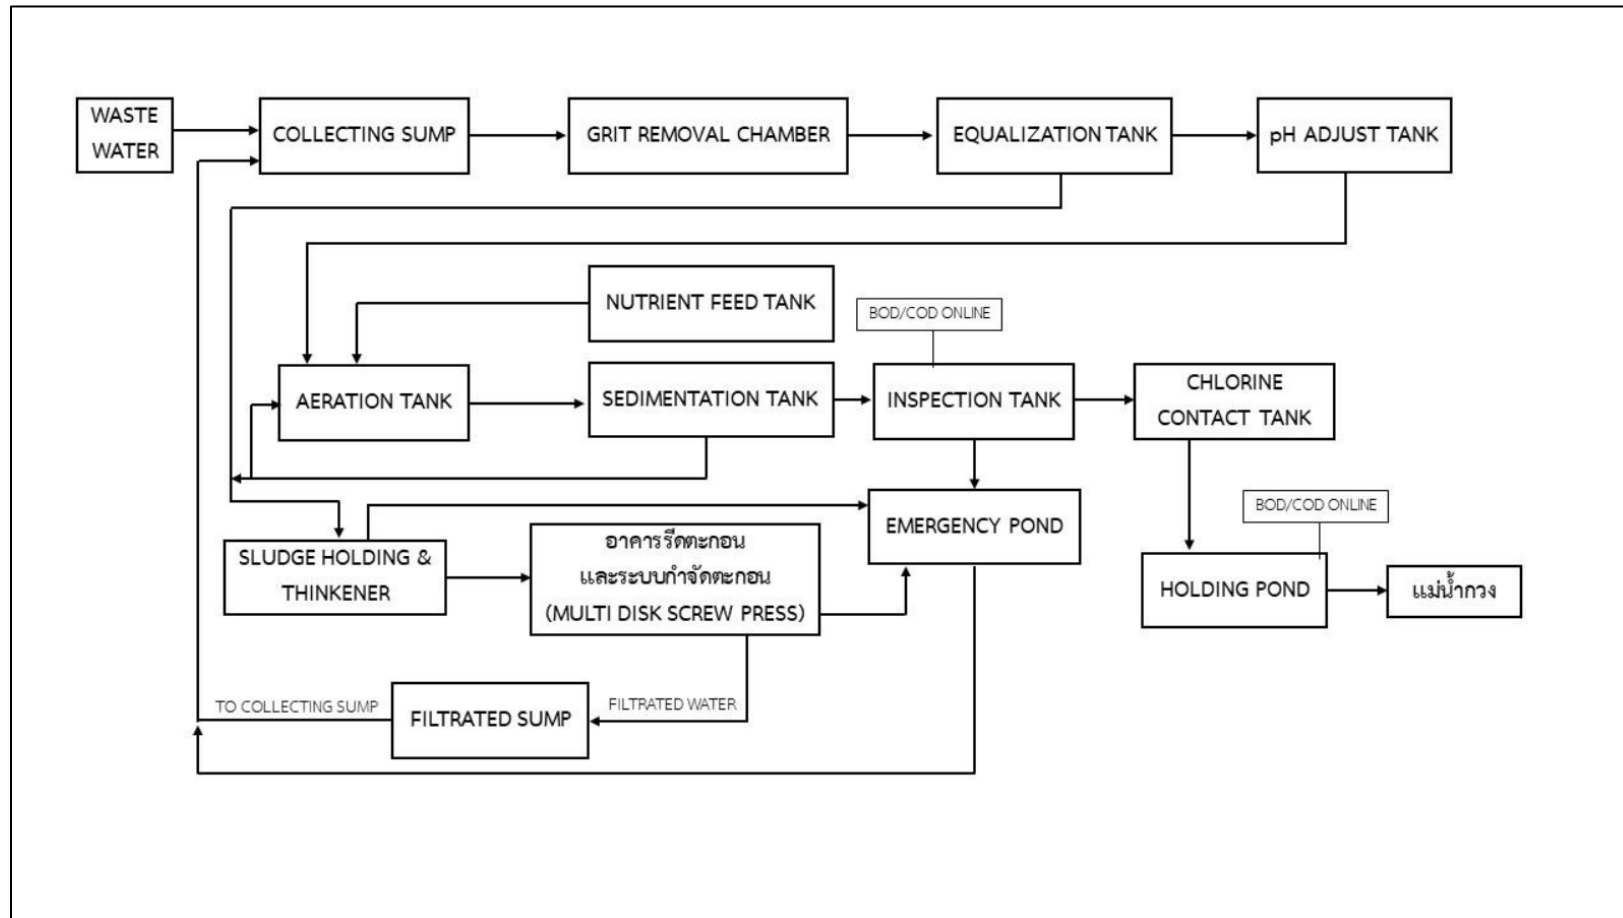 WASTE
WATER
COLLECTING SUMP
GRIT REMOVAL CHAMBER
EQUALIZATION TANK
pH ADJUST TANK
NUTRIENT FEED TANK
BOD/COD ONLINE
AERATION TANK
SEDIMENTATION TANK
INSPECTION TANK
CHLORINE
CONTACT TANK
SLUDGE HOLDING &
THINKENER
อาคารรีดตะกอน
และระบบกำจัดตะกอน
(MULTI DISK SCREW PRESS)
EMERGENCY POND
BOD/COD ONLINE
HOLDING POND
แม่น้ำกวง
TO COLLECTING SUMP
FILTRATED SUMP
FILTRATED WATER